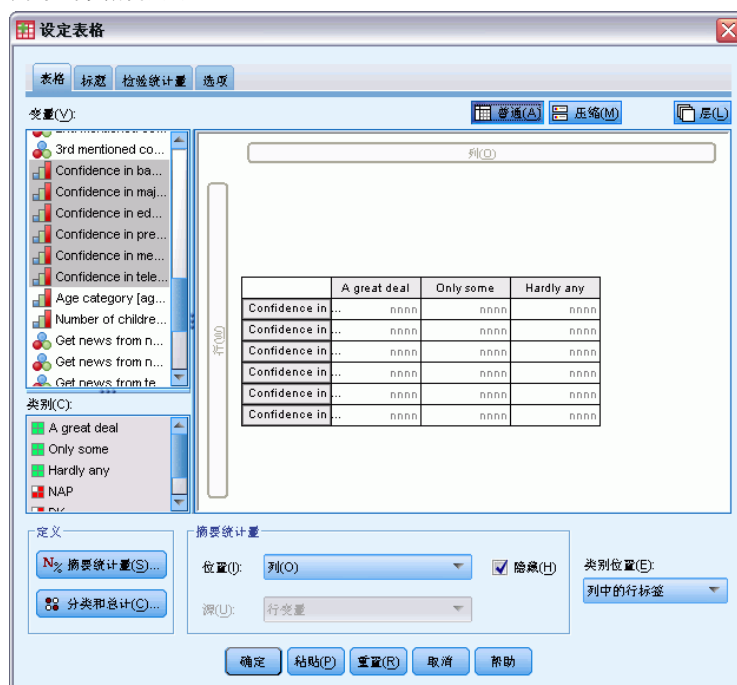 设定表格
表格 标题 检验统计量 选项
变量(V):
普通(A) 压缩(M) 层(L)
3rd mentioned co...
Confidence in ba...
Confidence in maj...
Confidence in ed...
Confidence in pre...
Confidence in me...
Confidence in tele...
Age category [ag...
Number of childre...
Get news from n...
Get news from n...
Get news from te...
列(O)
行(W)
A great deal Only some Hardly any
Confidence in ... nnnn nnnn nnnn
Confidence in ... nnnn nnnn nnnn
Confidence in ... nnnn nnnn nnnn
Confidence in ... nnnn nnnn nnnn
Confidence in ... nnnn nnnn nnnn
Confidence in ... nnnn nnnn nnnn
类别(C):
A great deal
Only some
Hardly any
NAP
定义
N% 摘要统计量(S)...
分类和总计(C)...
摘要统计量
位置(I): 列(O) 隐藏(H)
源(U): 行变量
类别位置(E):
列中的行标签
确定 粘贴(P) 重置(R) 取消 帮助